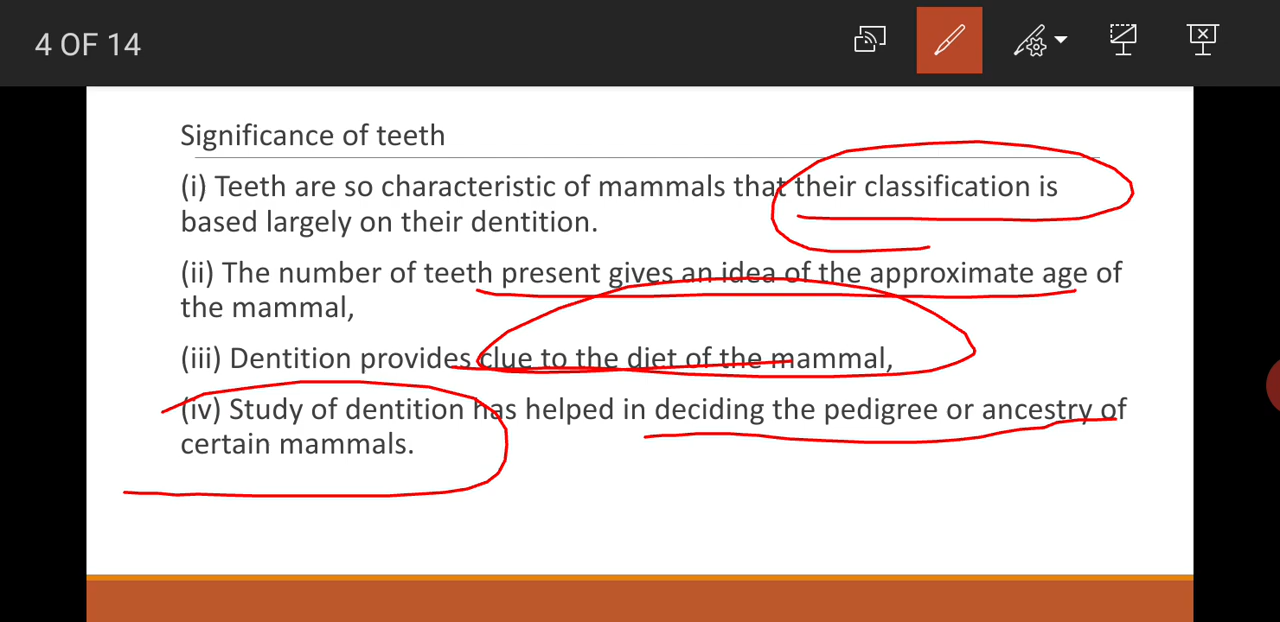 4 OF 14
Significance of teeth
(i) Teeth are so characteristic of mammals that their classification is
based largely on their dentition.
(ii) The number of teeth present gives an idea of the approximate age of
the mammal,
(iii) Dentition provides clue to the diet of the mammal,
(iv) Study of dentition has helped in deciding the pedigree or ancestry of
certain mammals.